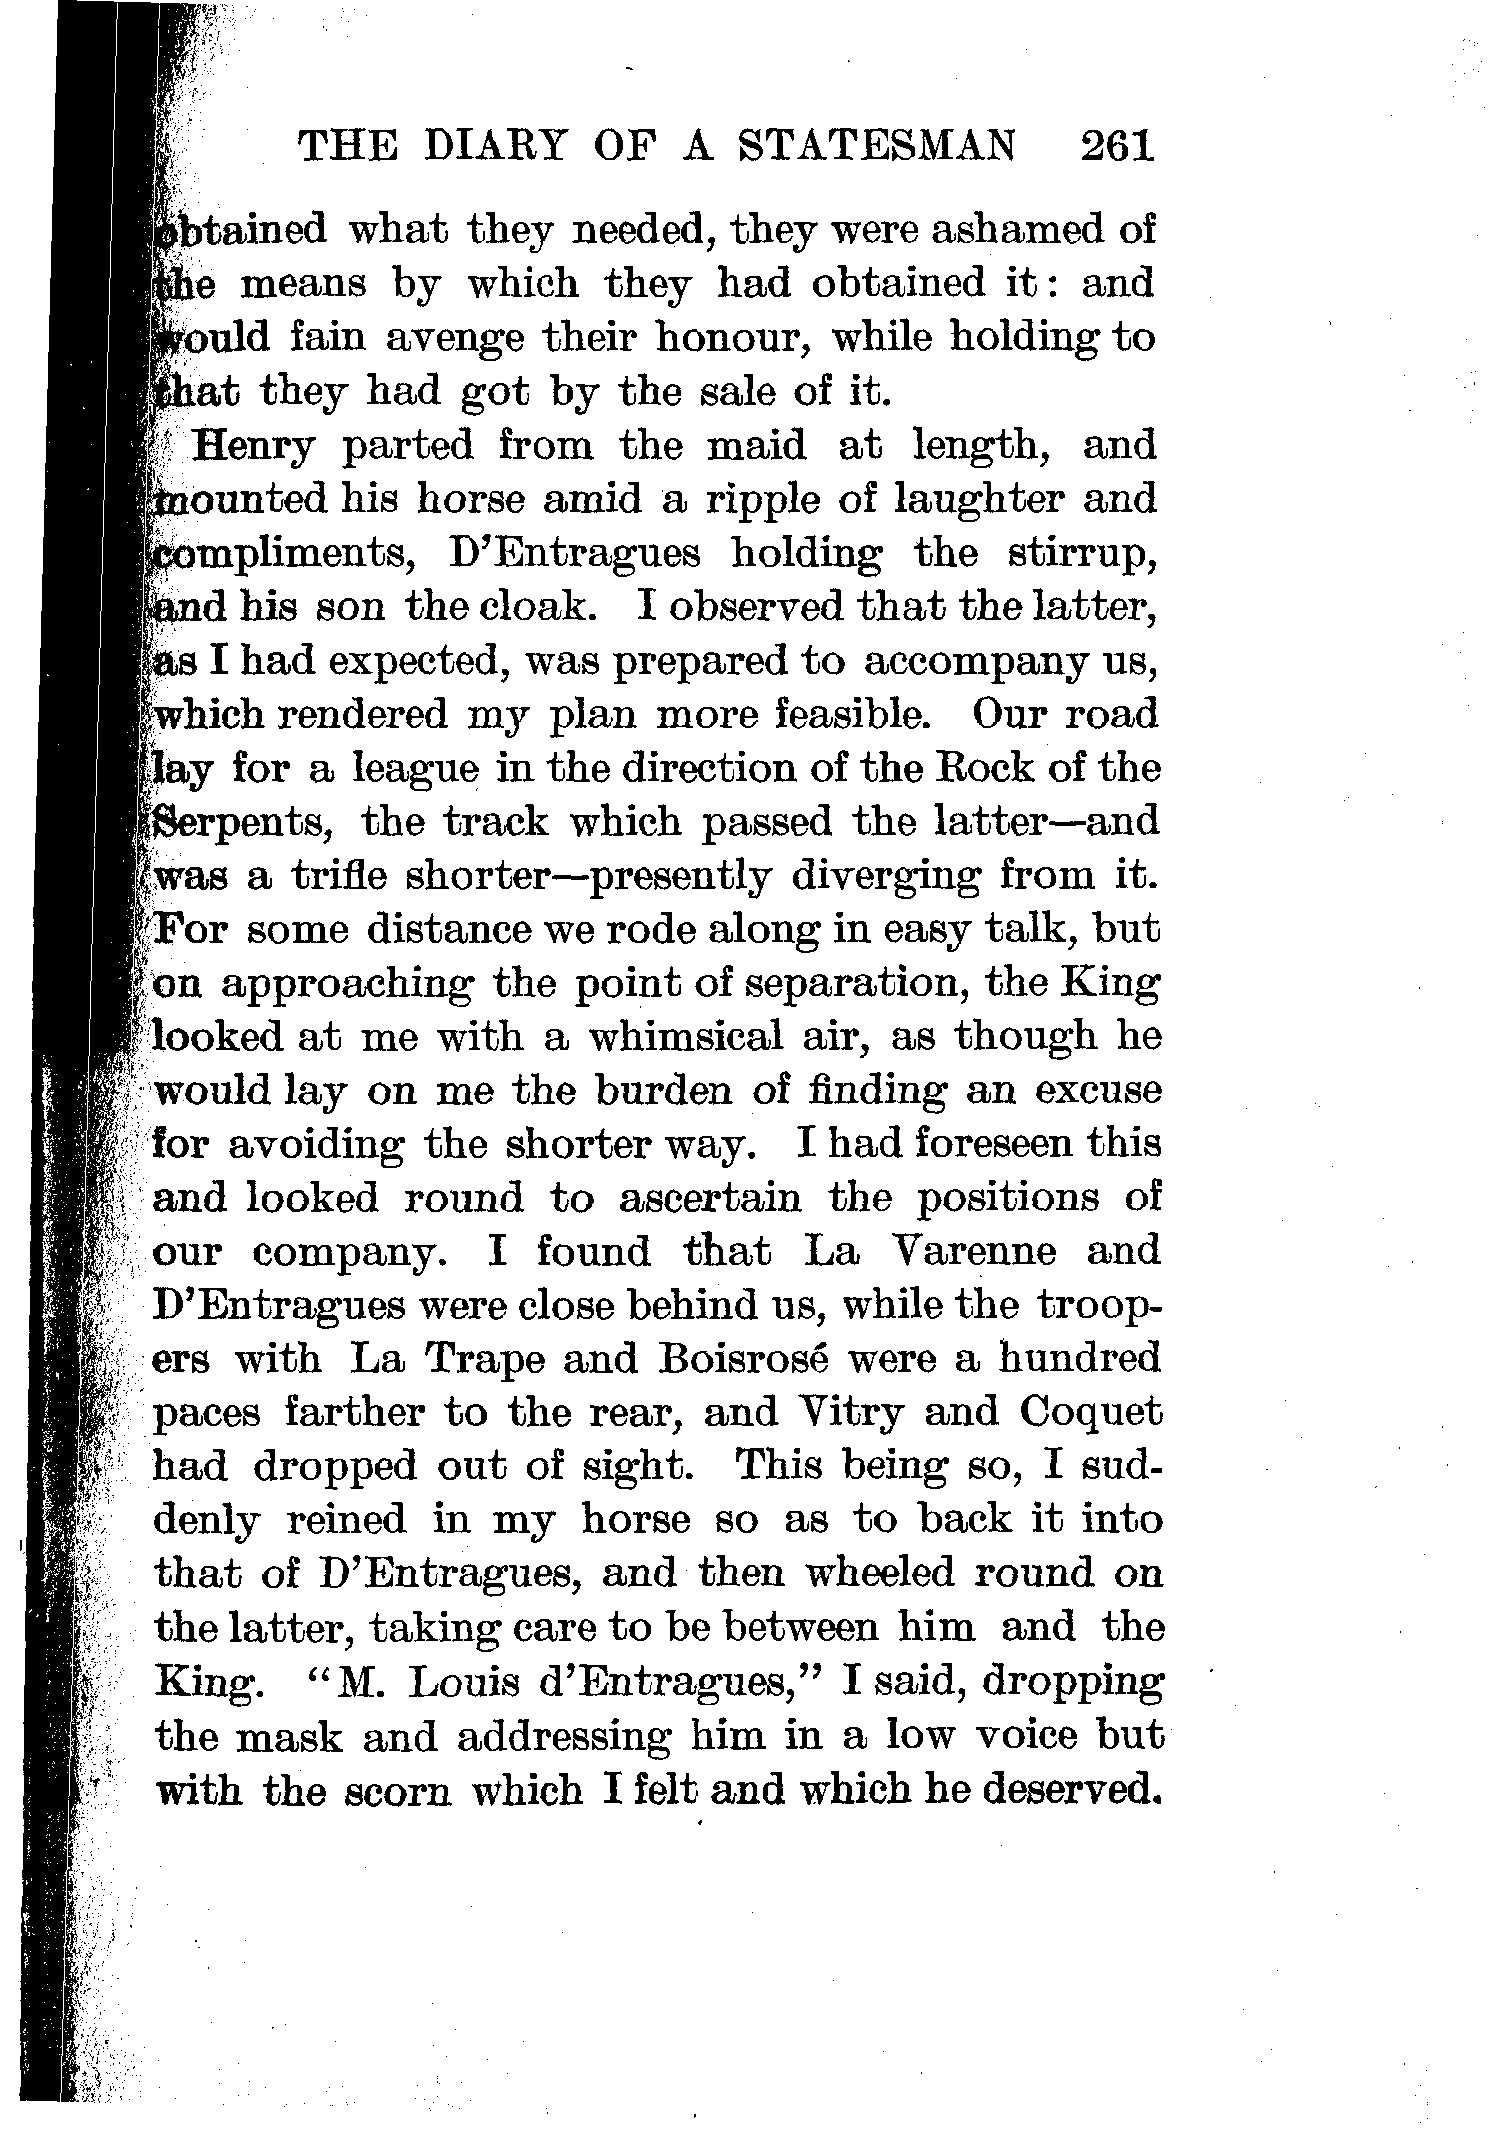 THE DIARY OF A STATESMAN 261
obtained what they needed, they were ashamed of
the means by which they had obtained it: and
would fain avenge their honour, while holding to
that they had got by the sale of it.
Henry parted from the maid at length, and
mounted his horse amid a ripple of laughter and
compliments, D'Entragues holding the stirrup,
and his son the cloak. I observed that the latter,
as I had expected, was prepared to accompany us,
which rendered my plan more feasible. Our road
lay for a league in the direction of the Rock of the
Serpents, the track which passed the latter—and
was a trifle shorter—presently diverging from it.
For some distance we rode along in easy talk, but
on approaching the point of separation, the King
looked at me with a whimsical air, as though he
would lay on me the burden of finding an excuse
for avoiding the shorter way. I had foreseen this
and looked round to ascertain the positions of
our company. I found that La Varenne and
D'Entragues were close behind us, while the troop-
ers with La Trape and Boisrosé were a hundred
paces farther to the rear, and Vitry and Coquet
had dropped out of sight. This being so, I sud-
denly reined in my horse so as to back it into
that of D'Entragues, and then wheeled round on
the latter, taking care to be between him and the
King. "M. Louis d'Entragues," I said, dropping
the mask and addressing him in a low voice but
with the scorn which I felt and which he deserved.